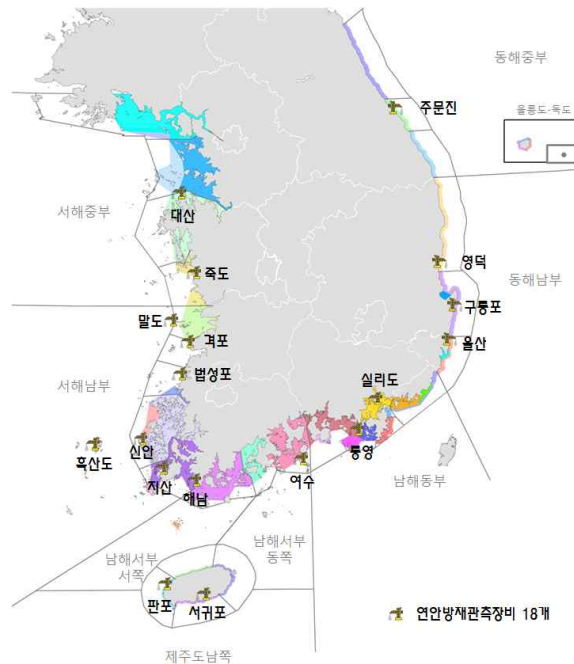 동해중부
주문진
울릉도-독도
대산
서해중부
영덕
죽도
동해남부
구룡포
말도
격포
울산
법성포
서해남부
실리도
신안
흑산도
통영
지산
여수
해남
남해동부
남해서부
서쪽
남해서부
동쪽
판포
서귀포
연안방재관측장비 18개
제주도남쪽